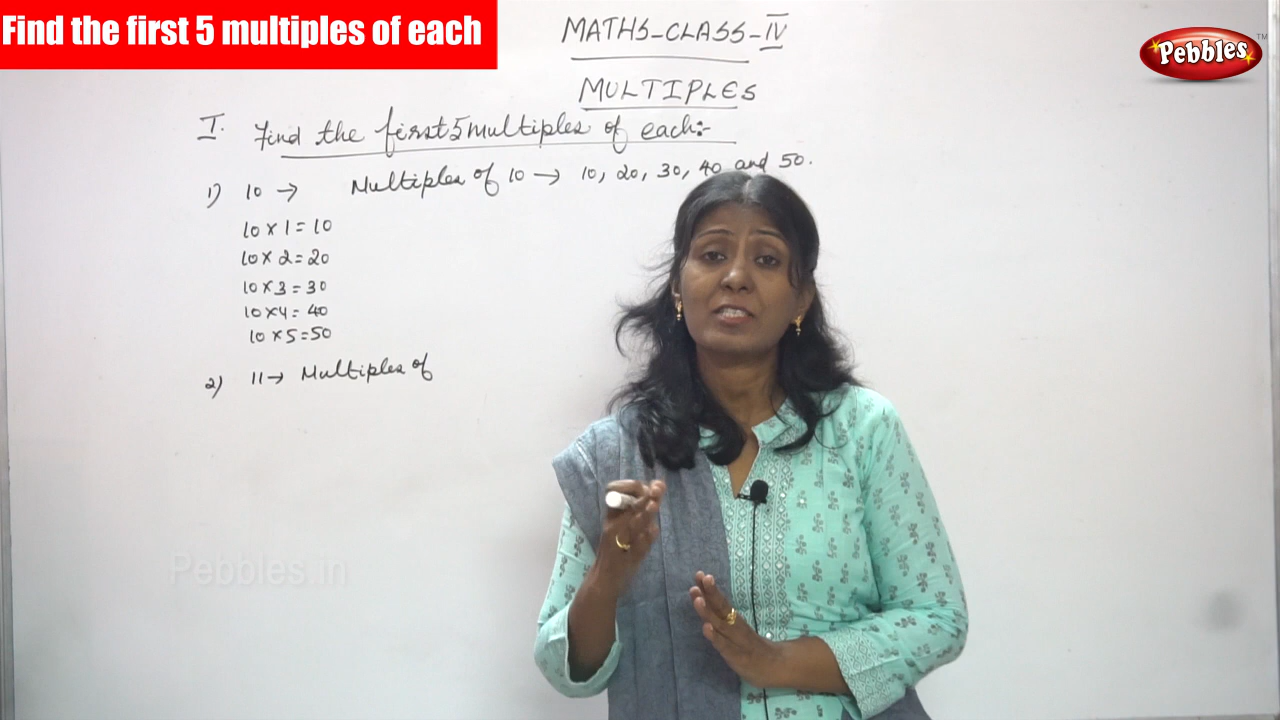 Find the first 5 multiples of each
MATHS-CLASS-IV
Pebbles TM
MULTIPLES
I. Find the first 5 multiples of each:-
1) 10 → Multiples of 10 → 10, 20, 30, 40 and 50.
10 x 1 = 10
10 x 2 = 20
10 x 3 = 30
10 x 4 = 40
10 x 5 = 50
2) 11 → Multiples of
Pebbles.in